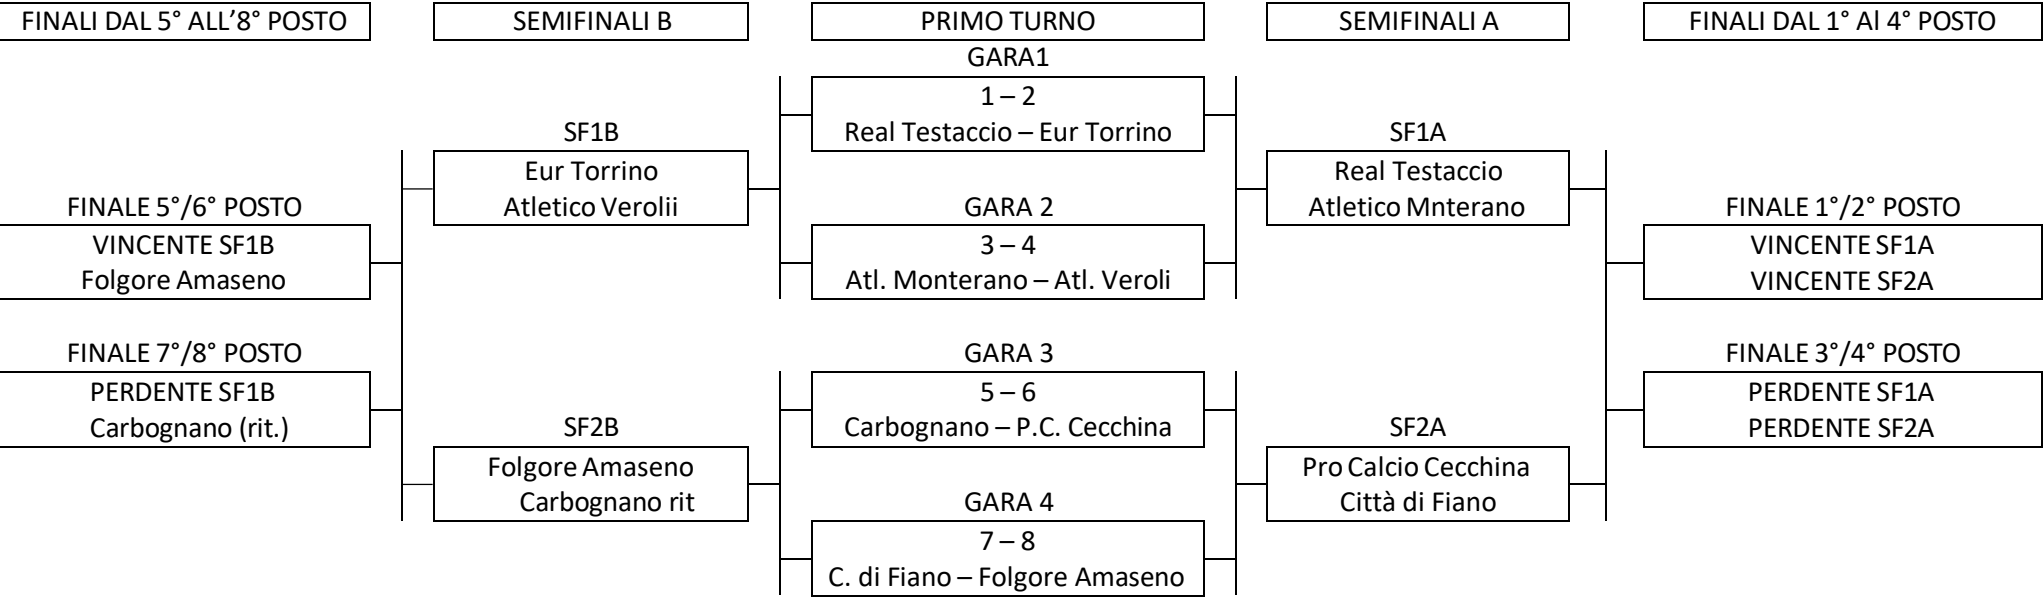 FINALI DAL 5° ALL’8° POSTO
SEMIFINALI B
PRIMO TURNO
SEMIFINALI A
FINALI DAL 1° Al 4° POSTO
GARA1
1 – 2
Real Testaccio – Eur Torrino
SF1B
Eur Torrino
Atletico Verolii
SF1A
Real Testaccio
Atletico Mnterano
FINALE 5°/6° POSTO
VINCENTE SF1B
Folgore Amaseno
GARA 2
3 – 4
Atl. Monterano – Atl. Veroli
FINALE 1°/2° POSTO
VINCENTE SF1A
VINCENTE SF2A
FINALE 7°/8° POSTO
PERDENTE SF1B
Carbognano (rit.)
GARA 3
5 – 6
Carbognano – P.C. Cecchina
FINALE 3°/4° POSTO
PERDENTE SF1A
PERDENTE SF2A
SF2B
Folgore Amaseno
Carbognano rit
SF2A
Pro Calcio Cecchina
Città di Fiano
GARA 4
7 – 8
C. di Fiano – Folgore Amaseno